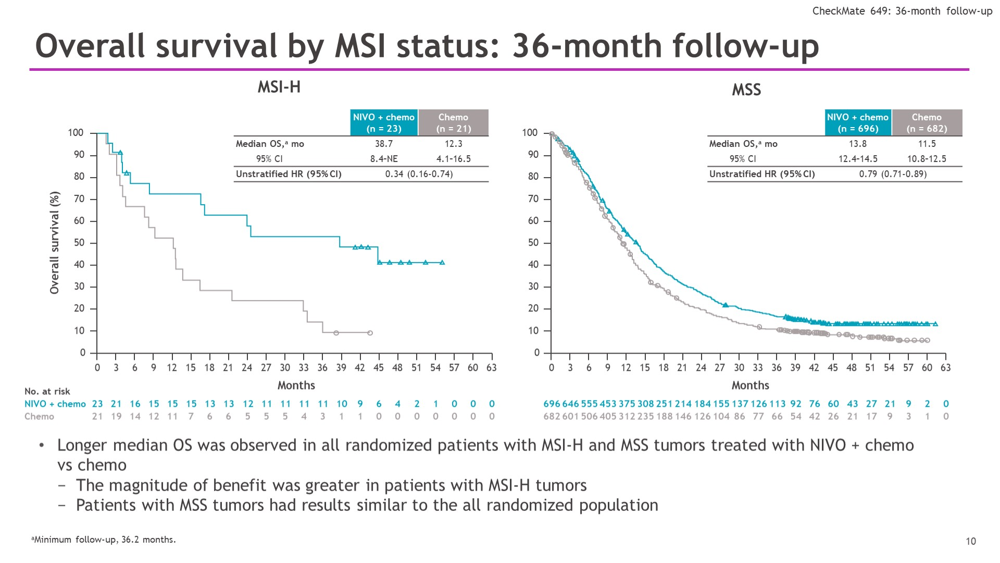 CheckMate 649: 36-month follow-up
Overall survival by MSI status: 36-month follow-up
MSI-H
NIVO + chemo (n = 23) Chemo (n = 21)
Median OS,ᵃ mo 38.7 12.3
95% CI 8.4-NE 4.1-16.5
Unstratified HR (95% CI) 0.34 (0.16-0.74)
Overall survival (%)
100
90
80
70
60
50
40
30
20
10
0
0 3 6 9 12 15 18 21 24 27 30 33 36 39 42 45 48 51 54 57 60 63
Months
No. at risk
NIVO + chemo 23 21 16 15 15 15 13 13 12 11 11 11 11 10 9 6 4 2 1 0 0 0
Chemo 21 19 14 12 11 7 6 6 5 5 5 4 3 1 1 0 0 0 0 0 0 0
MSS
NIVO + chemo (n = 696) Chemo (n = 682)
Median OS,ᵃ mo 13.8 11.5
95% CI 12.4-14.5 10.8-12.5
Unstratified HR (95% CI) 0.79 (0.71-0.89)
100
90
80
70
60
50
40
30
20
10
0
0 3 6 9 12 15 18 21 24 27 30 33 36 39 42 45 48 51 54 57 60 63
Months
696 646 555 453 375 308 251 214 184 155 137 126 113 92 76 60 43 27 21 9 2 0
682 601 506 405 312 235 188 146 126 104 86 77 66 54 42 26 21 17 9 3 1 0
• Longer median OS was observed in all randomized patients with MSI-H and MSS tumors treated with NIVO + chemo
vs chemo
− The magnitude of benefit was greater in patients with MSI-H tumors
− Patients with MSS tumors had results similar to the all randomized population
ᵃMinimum follow-up, 36.2 months.
10